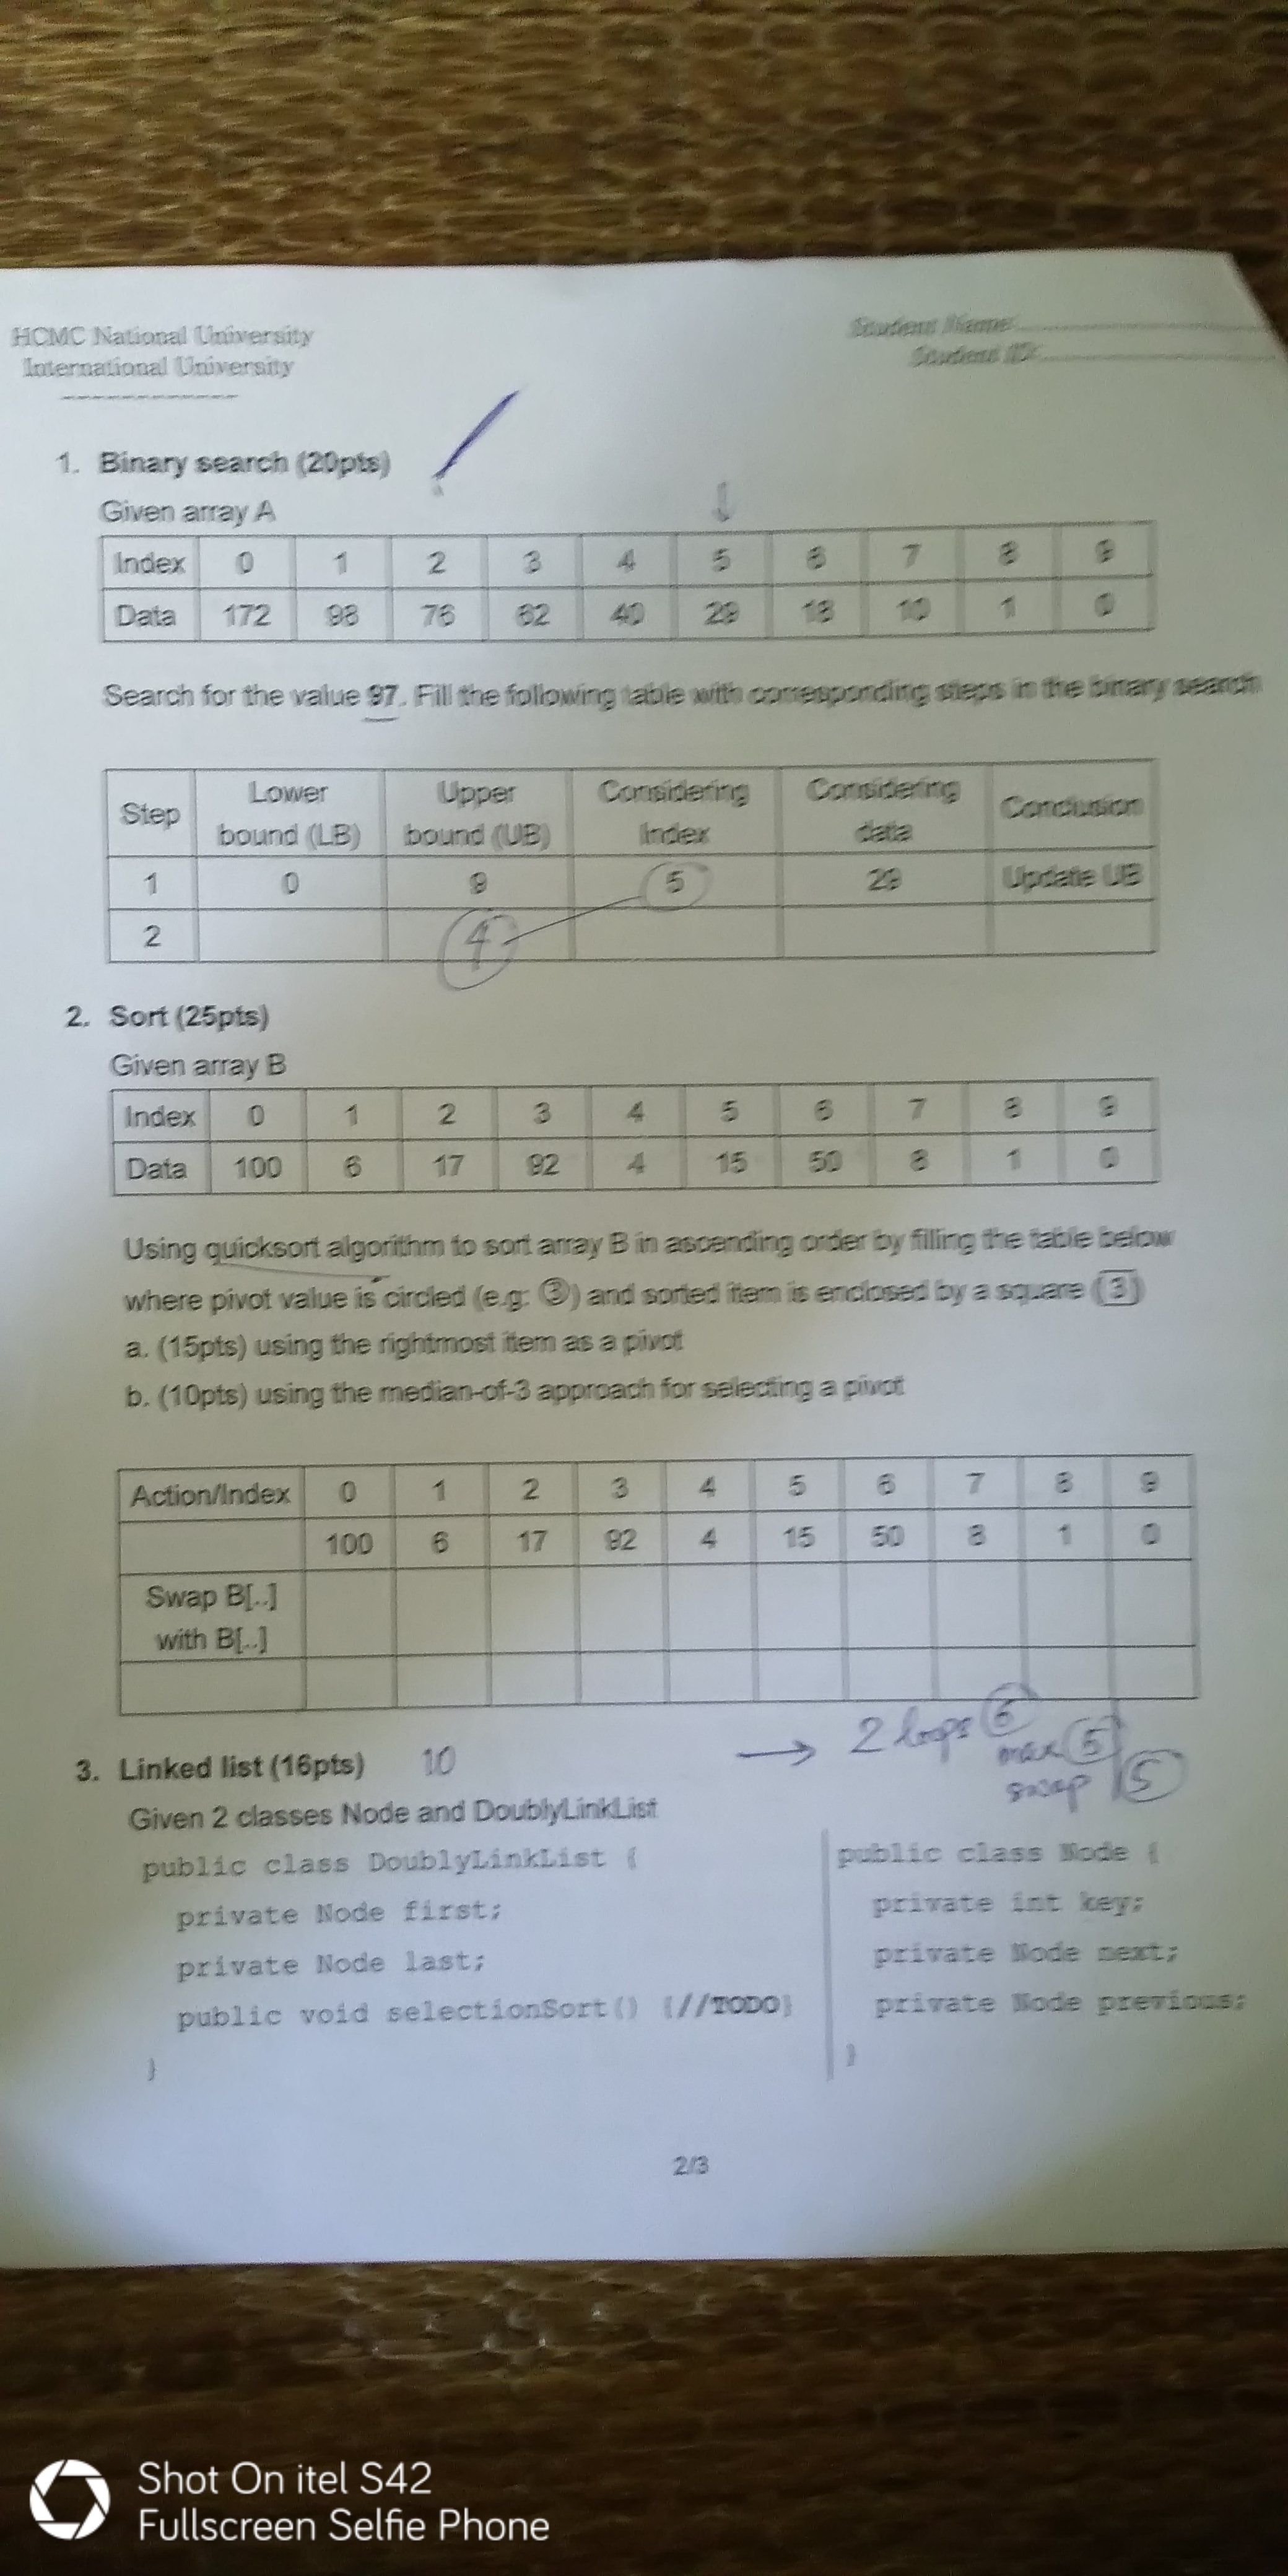 HCMC National University
International University
Student Name:
Student ID:
1. Binary search (20pts)
Given array A
Index 0 1 2 3 4 5 6 7 8 9
Data 172 98 76 62 40 29 18 10 1 0
Search for the value 97. Fill the following table with corresponding steps in the binary search
Step Lower bound (LB) Upper bound (UB) Considering Index Considering data Conclusion
1 0 9 5 29 Update UB
2 4
2. Sort (25pts)
Given array B
Index 0 1 2 3 4 5 6 7 8 9
Data 100 6 17 92 4 15 50 8 1 0
Using quicksort algorithm to sort array B in ascending order by filling the table below
where pivot value is circled (e.g: ③) and sorted item is enclosed by a square (3)
a. (15pts) using the rightmost item as a pivot
b. (10pts) using the median-of-3 approach for selecting a pivot
Action/Index 0 1 2 3 4 5 6 7 8 9
100 6 17 92 4 15 50 8 1 0
Swap B[..]
with B[..]
→ 2 loops 6
max 5
swap 5
3. Linked list (16pts) 10
Given 2 classes Node and DoublyLinkList
public class DoublyLinkList {
private Node first;
private Node last;
public void selectionSort() {//TODO}
}
public class Node {
private int key;
private Node next;
private Node previous;
}
2/3
Shot On itel S42
Fullscreen Selfie Phone